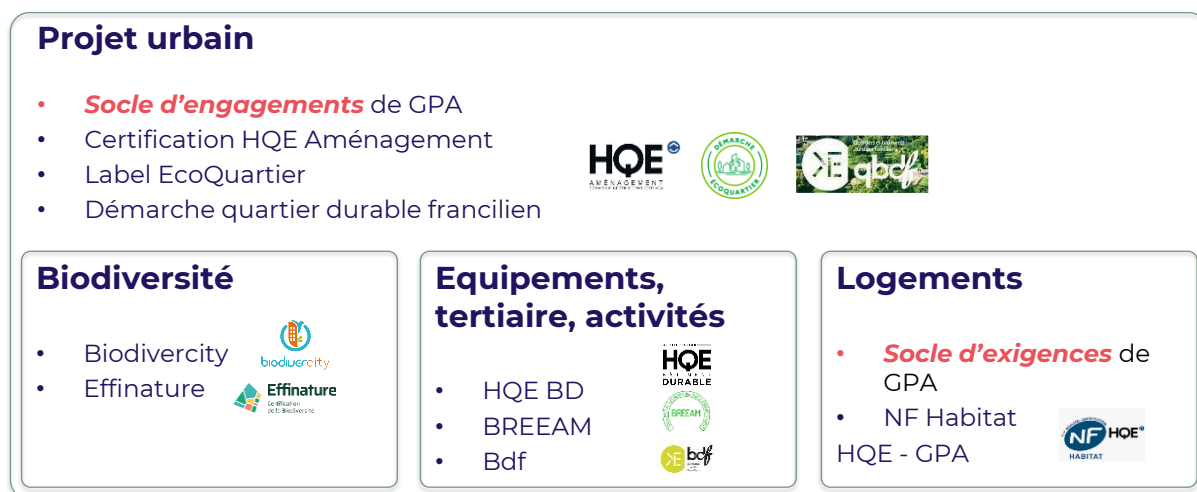 Projet urbain
• Socle d'engagements de GPA
• Certification HQE Aménagement
• Label EcoQuartier
• Démarche quartier durable francilien
HQE
AMÉNAGEMENT
DÉMARCHE
ÉCOQUARTIER
qbdf
Biodiversité
• Biodivercity
• Effinature
biodivercity
Effinature
Certification
de la Biodiversité
Equipements,
tertiaire, activités
• HQE BD
• BREEAM
• Bdf
HQE
BÂTIMENT
DURABLE
BREEAM
bdf
Logements
• Socle d'exigences de
GPA
• NF Habitat
HQE - GPA
NF HQE
HABITAT